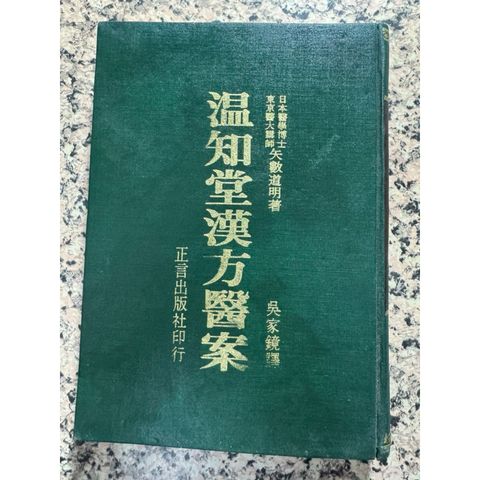 日本醫學博士
東京醫大講師
矢數道明著
温知堂漢方醫案
吳家鏡譯
正言出版社印行